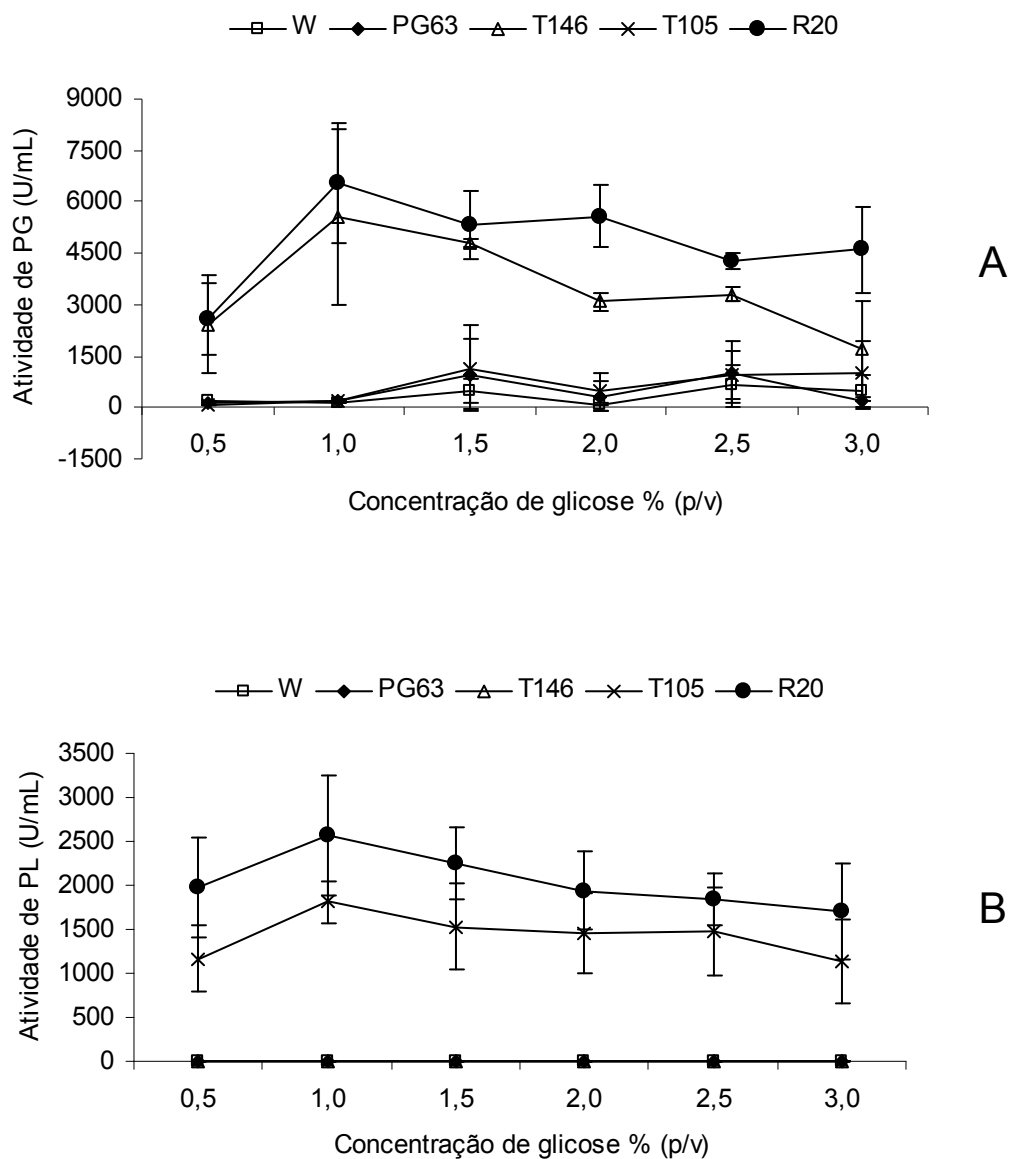 W PG63 T146 T105 R20
9000
7500
6000
4500
3000
1500
0
-1500
Atividade de PG (U/mL)
0,5 1,0 1,5 2,0 2,5 3,0
Concentração de glicose % (p/v)
A
W PG63 T146 T105 R20
3500
3000
2500
2000
1500
1000
500
0
Atividade de PL (U/mL)
0,5 1,0 1,5 2,0 2,5 3,0
Concentração de glicose % (p/v)
B